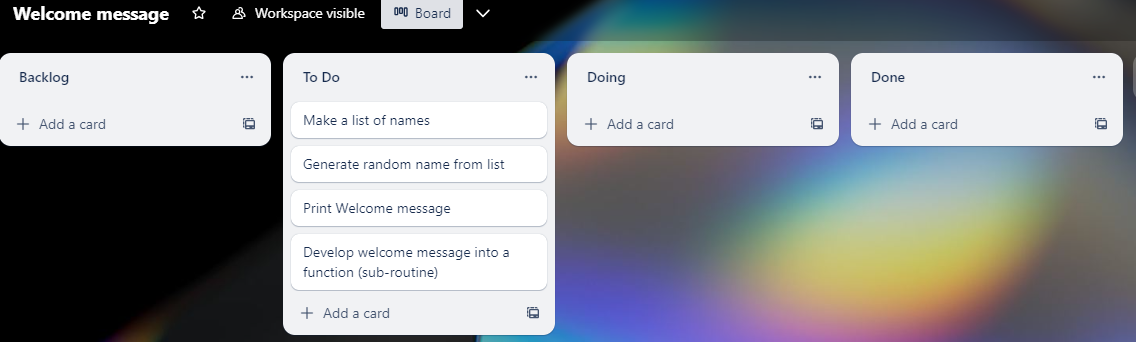 Welcome message
Workspace visible
Board
Backlog
Add a card
To Do
Make a list of names
Generate random name from list
Print Welcome message
Develop welcome message into a
function (sub-routine)
Add a card
Doing
Add a card
Done
Add a card